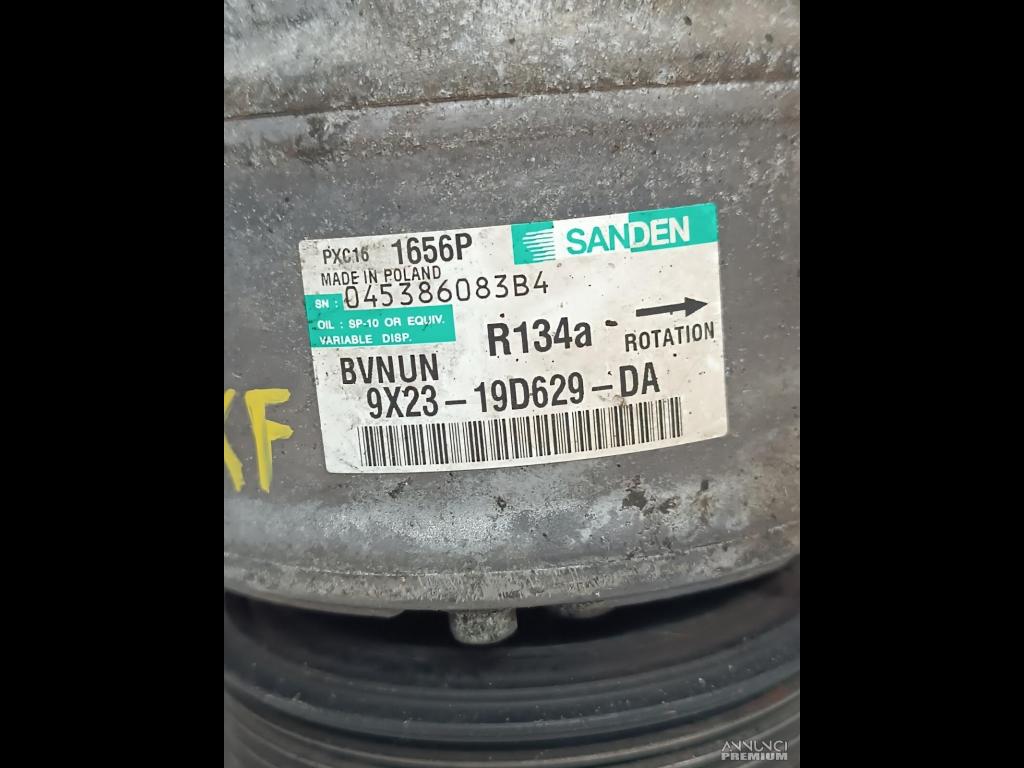 PXC16 1656P SANDEN
MADE IN POLAND
SN : 045386083B4
OIL : SP-10 OR EQUIV.
VARIABLE DISP.
R134a
ROTATION
BVNUN
9X23-19D629-DA
XF
ANNUNCI
PREMIUM